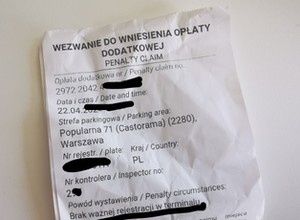 WEZWANIE DO WNIESIENIA OPŁATY
DODATKOWEJ
PENALTY CLAIM
Opłata dodatkowa nr / Penalty claim no:
2972 2042
Data i czas / Date and time:
22.04.
Strefa parkingowa / Parking area:
Popularna 71 (Castorama) (2280),
Warszawa
Nr rejestr. / plate: Kraj / Country:
PL
Nr kontrolera / Inspector no:
2
Powód wystawienia / Penalty circumstances:
Brak ważnej rejestracji w terminalu